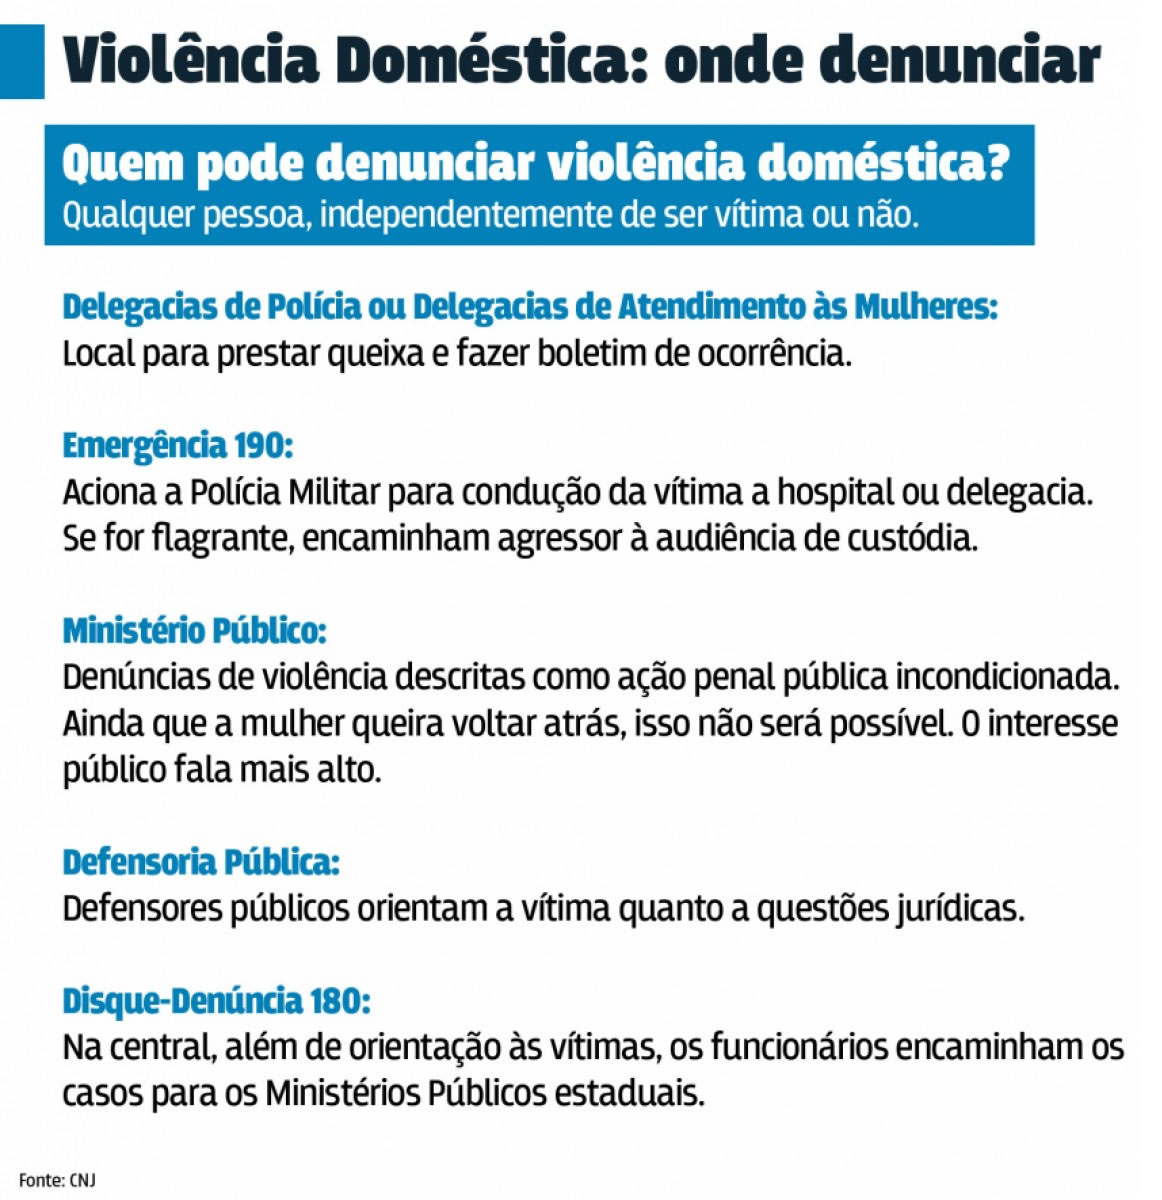 Violência Doméstica: onde denunciar
Quem pode denunciar violência doméstica?
Qualquer pessoa, independentemente de ser vítima ou não.
Delegacias de Polícia ou Delegacias de Atendimento às Mulheres:
Local para prestar queixa e fazer boletim de ocorrência.
Emergência 190:
Aciona a Polícia Militar para condução da vítima a hospital ou delegacia.
Se for flagrante, encaminham agressor à audiência de custódia.
Ministério Público:
Denúncias de violência descritas como ação penal pública incondicionada.
Ainda que a mulher queira voltar atrás, isso não será possível. O interesse
público fala mais alto.
Defensoria Pública:
Defensores públicos orientam a vítima quanto a questões jurídicas.
Disque-Denúncia 180:
Na central, além de orientação às vítimas, os funcionários encaminham os
casos para os Ministérios Públicos estaduais.
Fonte: CNJ